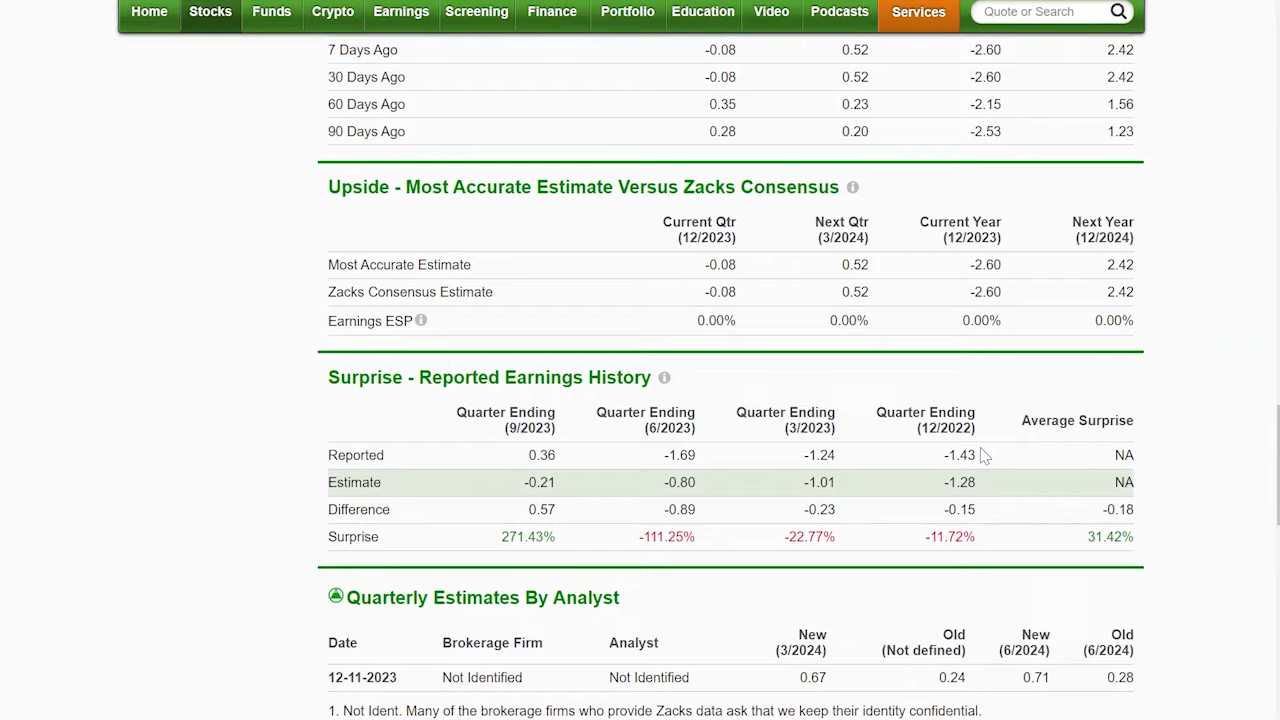 Home Stocks Funds Crypto Earnings Screening Finance Portfolio Education Video Podcasts Services Quote or Search
7 Days Ago -0.08 0.52 -2.60 2.42
30 Days Ago -0.08 0.52 -2.60 2.42
60 Days Ago 0.35 0.23 -2.15 1.56
90 Days Ago 0.28 0.20 -2.53 1.23
Upside - Most Accurate Estimate Versus Zacks Consensus
Current Qtr Next Qtr Current Year Next Year
(12/2023) (3/2024) (12/2023) (12/2024)
Most Accurate Estimate -0.08 0.52 -2.60 2.42
Zacks Consensus Estimate -0.08 0.52 -2.60 2.42
Earnings ESP 0.00% 0.00% 0.00% 0.00%
Surprise - Reported Earnings History
Quarter Ending Quarter Ending Quarter Ending Quarter Ending Average Surprise
(9/2023) (6/2023) (3/2023) (12/2022)
Reported 0.36 -1.69 -1.24 -1.43 NA
Estimate -0.21 -0.80 -1.01 -1.28 NA
Difference 0.57 -0.89 -0.23 -0.15 -0.18
Surprise 271.43% -111.25% -22.77% -11.72% 31.42%
Quarterly Estimates By Analyst
Date Brokerage Firm Analyst New Old New Old
(3/2024) (Not defined) (6/2024) (6/2024)
12-11-2023 Not Identified Not Identified 0.67 0.24 0.71 0.28
1. Not Ident. Many of the brokerage firms who provide Zacks data ask that we keep their identity confidential.